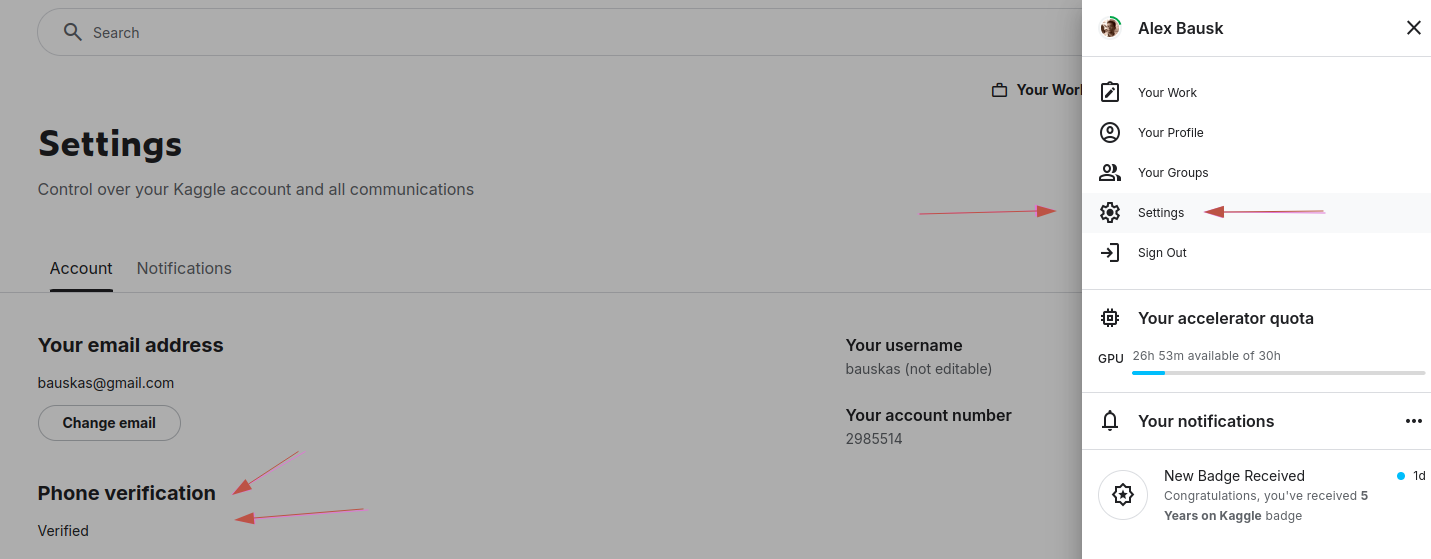 Search
Your Work
Settings
Control over your Kaggle account and all communications
Account Notifications
Your email address
bauskas@gmail.com
Change email
Phone verification
Verified
Your username
bauskas (not editable)
Your account number
2985514
Alex Bausk
Your Work
Your Profile
Your Groups
Settings
Sign Out
Your accelerator quota
GPU 26h 53m available of 30h
Your notifications
New Badge Received 1d
Congratulations, you've received 5
Years on Kaggle badge